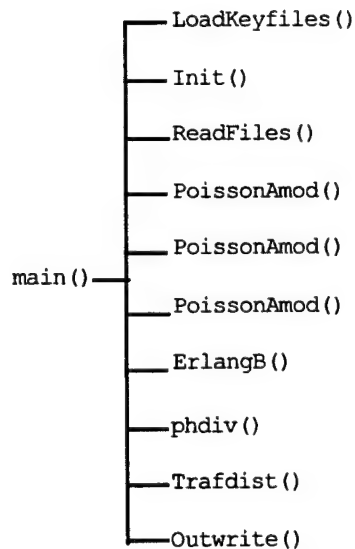 LoadKeyfiles()
Init()
ReadFiles()
PoissonAmod()
PoissonAmod()
main()
PoissonAmod()
ErlangB()
phdiv()
Trafdist()
Outwrite()